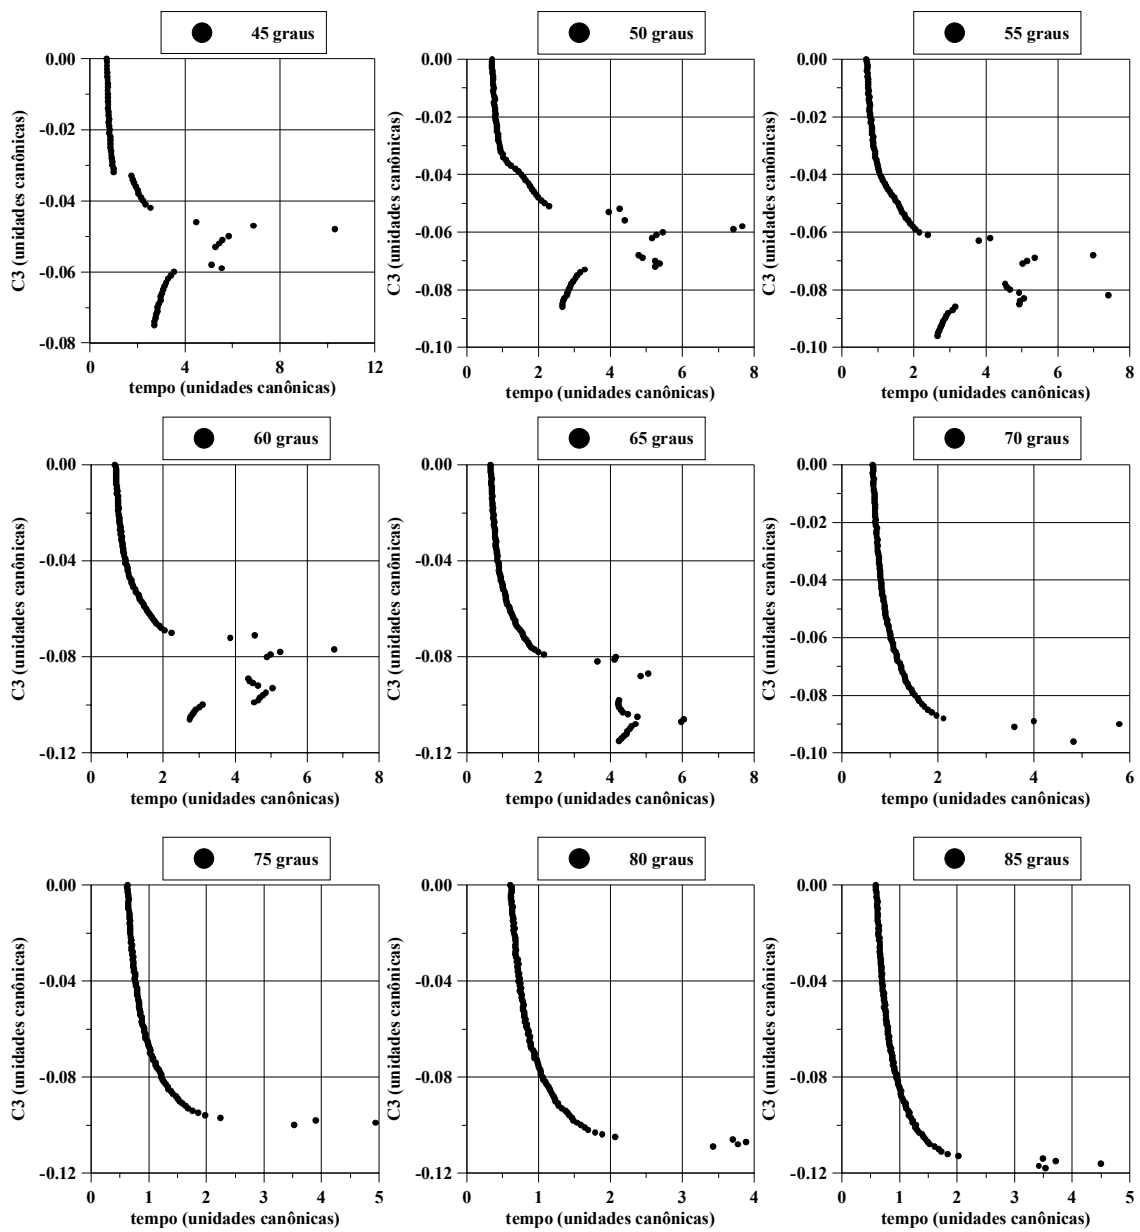 45 graus
0.00
-0.02
-0.04
-0.06
-0.08
C3 (unidades canônicas)
0 4 8 12
tempo (unidades canônicas)
50 graus
0.00
-0.02
-0.04
-0.06
-0.08
-0.10
C3 (unidades canônicas)
0 2 4 6 8
tempo (unidades canônicas)
55 graus
0.00
-0.02
-0.04
-0.06
-0.08
-0.10
C3 (unidades canônicas)
0 2 4 6 8
tempo (unidades canônicas)
60 graus
0.00
-0.04
-0.08
-0.12
C3 (unidades canônicas)
0 2 4 6 8
tempo (unidades canônicas)
65 graus
0.00
-0.04
-0.08
-0.12
C3 (unidades canônicas)
0 2 4 6 8
tempo (unidades canônicas)
70 graus
0.00
-0.02
-0.04
-0.06
-0.08
-0.10
C3 (unidades canônicas)
0 2 4 6
tempo (unidades canônicas)
75 graus
0.00
-0.04
-0.08
-0.12
C3 (unidades canônicas)
0 1 2 3 4 5
tempo (unidades canônicas)
80 graus
0.00
-0.04
-0.08
-0.12
C3 (unidades canônicas)
0 1 2 3 4
tempo (unidades canônicas)
85 graus
0.00
-0.04
-0.08
-0.12
C3 (unidades canônicas)
0 1 2 3 4 5
tempo (unidades canônicas)